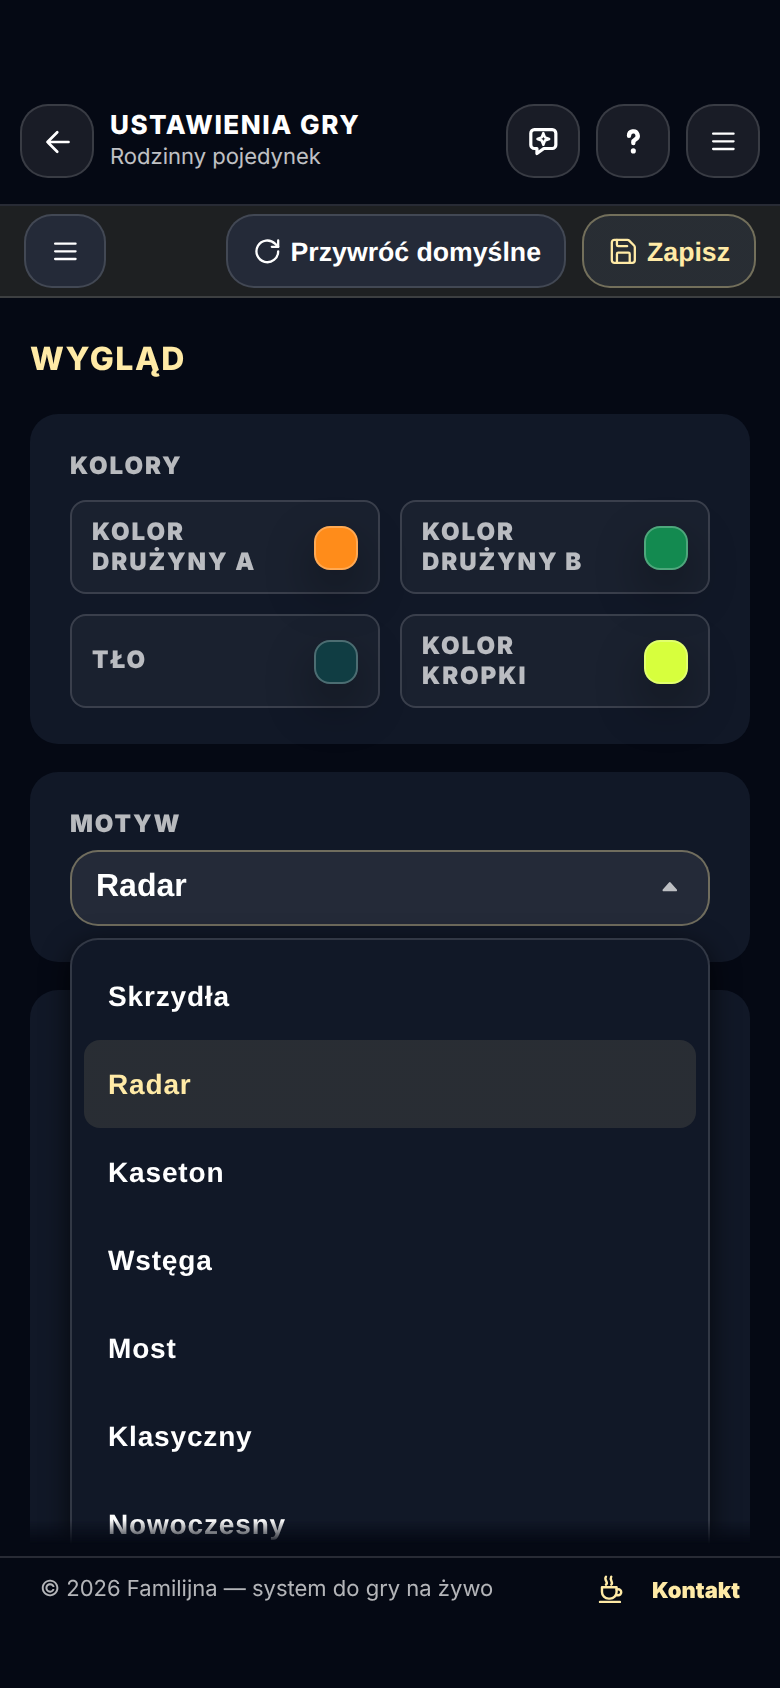 USTAWIENIA GRY
Rodzinny pojedynek
Przywróć domyślne
Zapisz
WYGLĄD
KOLORY
KOLOR DRUŻYNY A
KOLOR DRUŻYNY B
TŁO
KOLOR KROPKI
MOTYW
Radar
Skrzydła
Radar
Kaseton
Wstęga
Most
Klasyczny
Nowoczesny
© 2026 Familijna — system do gry na żywo
Kontakt